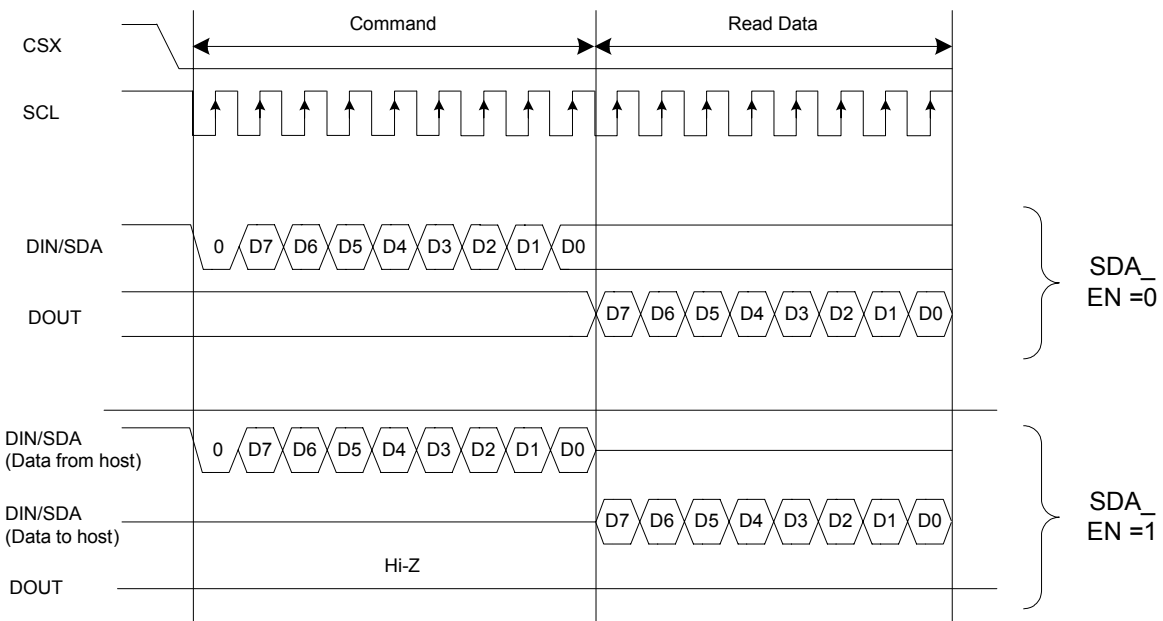 Command Read Data
CSX
SCL
DIN/SDA 0 D7 D6 D5 D4 D3 D2 D1 D0
DOUT D7 D6 D5 D4 D3 D2 D1 D0
SDA_
EN =0
DIN/SDA
(Data from host) 0 D7 D6 D5 D4 D3 D2 D1 D0
DIN/SDA
(Data to host) D7 D6 D5 D4 D3 D2 D1 D0
SDA_
EN =1
Hi-Z
DOUT